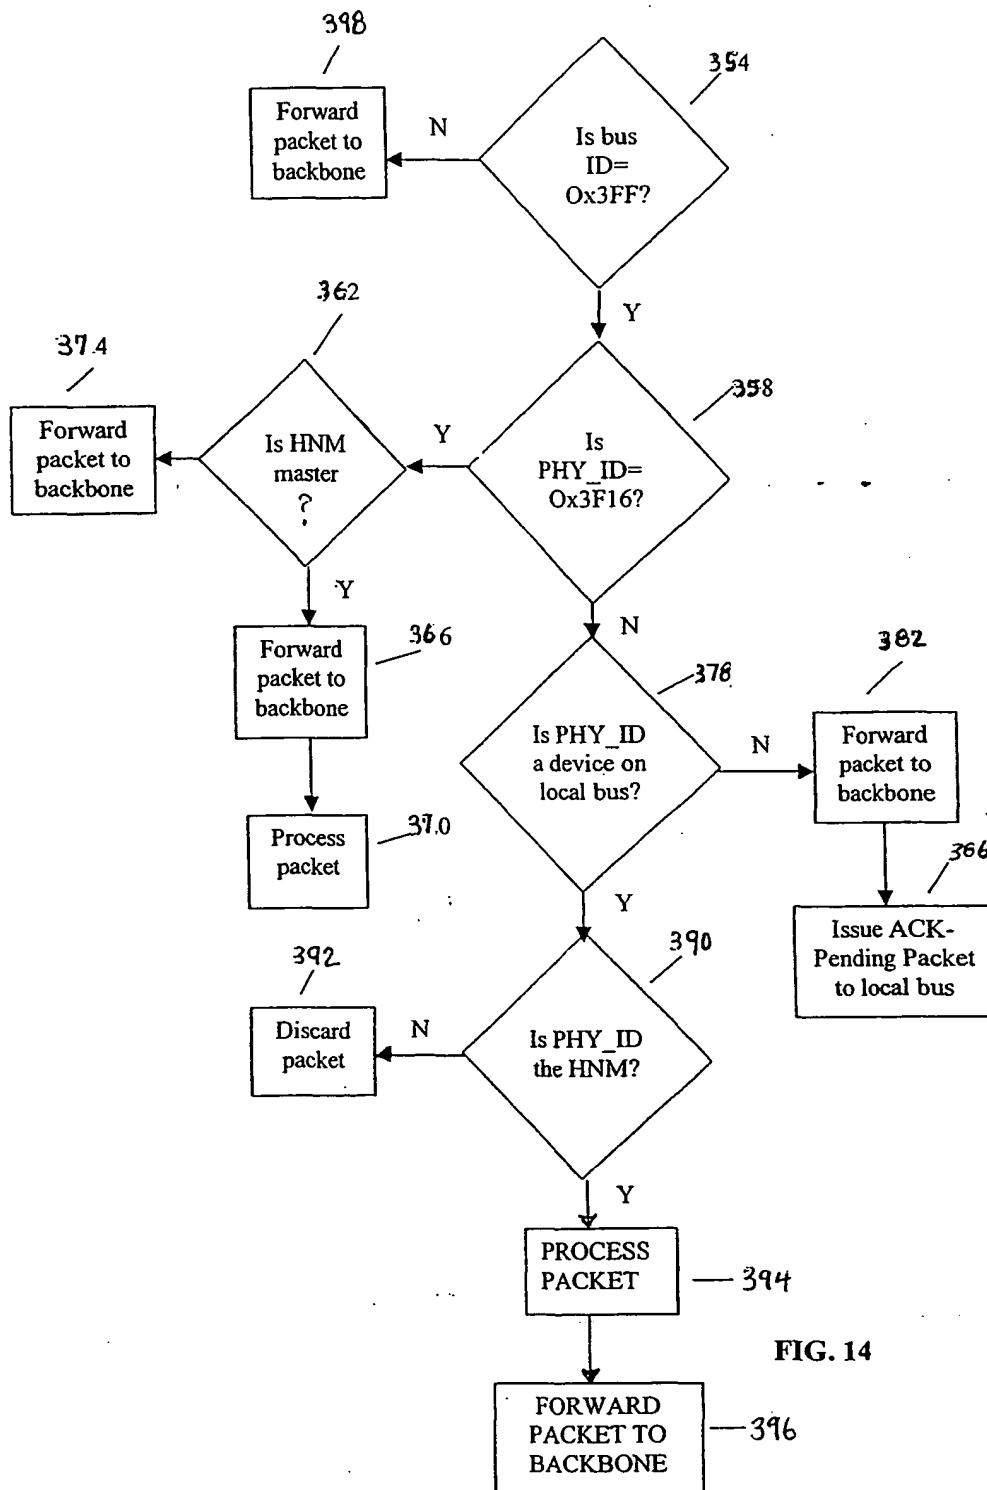 398
354
Forward
packet to
backbone
N
Is bus
ID=
Ox3FF?
Y
362
374
358
Forward
packet to
backbone
Is HNM
master
?
Y
Is
PHY_ID=
Ox3F16?
Y
N
366
Forward
packet to
backbone
378
382
Is PHY_ID
a device on
local bus?
N
Forward
packet to
backbone
370
Process
packet
Y
366
Issue ACK-
Pending Packet
to local bus
392
390
Discard
packet
N
Is PHY_ID
the HNM?
Y
PROCESS
PACKET
394
FIG. 14
FORWARD
PACKET TO
BACKBONE
396